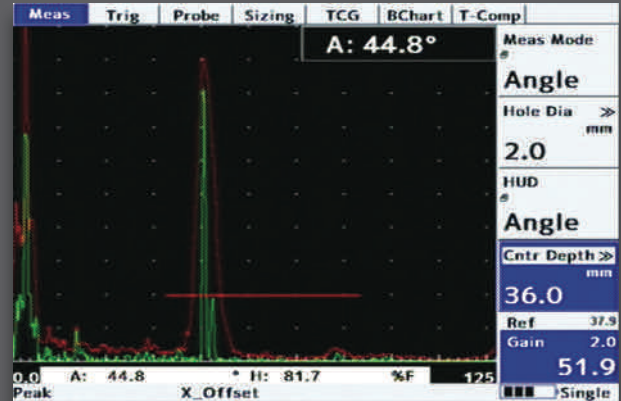 Meas Trig Probe Sizing TCG BChart T-Comp
A: 44.8°
Meas Mode
Angle
Hole Dia >>
mm
2.0
HUD
Angle
Cntr Depth >>
mm
36.0
Ref 37.9
Gain 2.0
51.9
0.0 A: 44.8 ° H: 81.7 %F 125
Peak X_Offset Single